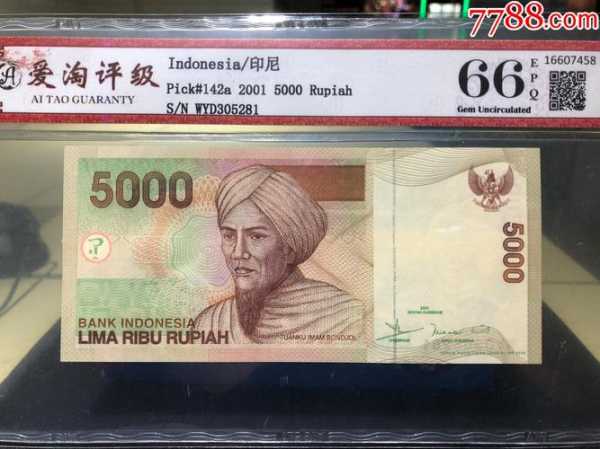 7788.com
爱淘评级
AI TAO GUARANTY
Indonesia/印尼
Pick#142a 2001 5000 Rupiah
S/N WYD305281
66
EPQ
Gem Uncirculated
16607458
5000
5000
BANK INDONESIA
LIMA RIBU RUPIAH
TUANKU IMAM BONDJOL